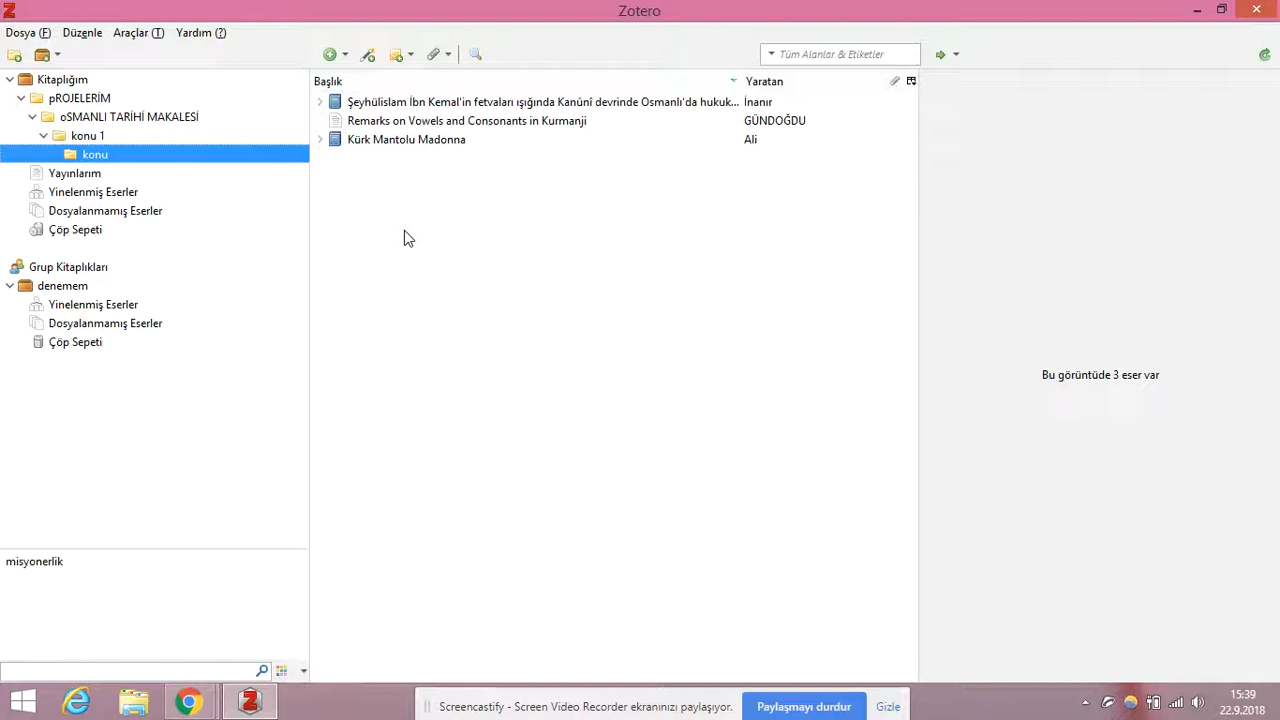 Zotero
Dosya (F) Düzenle Araçlar (T) Yardım (?)
Tüm Alanlar & Etiketler
Kitaplığım
pROJELERİM
oSMANLI TARİHİ MAKALESİ
konu 1
konu
Yayınlarım
Yinelenmiş Eserler
Dosyalanmamış Eserler
Çöp Sepeti
Grup Kitaplıkları
denemem
Yinelenmiş Eserler
Dosyalanmamış Eserler
Çöp Sepeti
misyonerlik
Başlık Yaratan
Şeyhülislam İbn Kemal'in fetvaları ışığında Kanûnî devrinde Osmanlı'da hukuk... İnanır
Remarks on Vowels and Consonants in Kurmanji GÜNDOĞDU
Kürk Mantolu Madonna Ali
Bu görüntüde 3 eser var
Screencastify - Screen Video Recorder ekranınızı paylaşıyor. Paylaşmayı durdur Gizle
15:39
22.9.2018